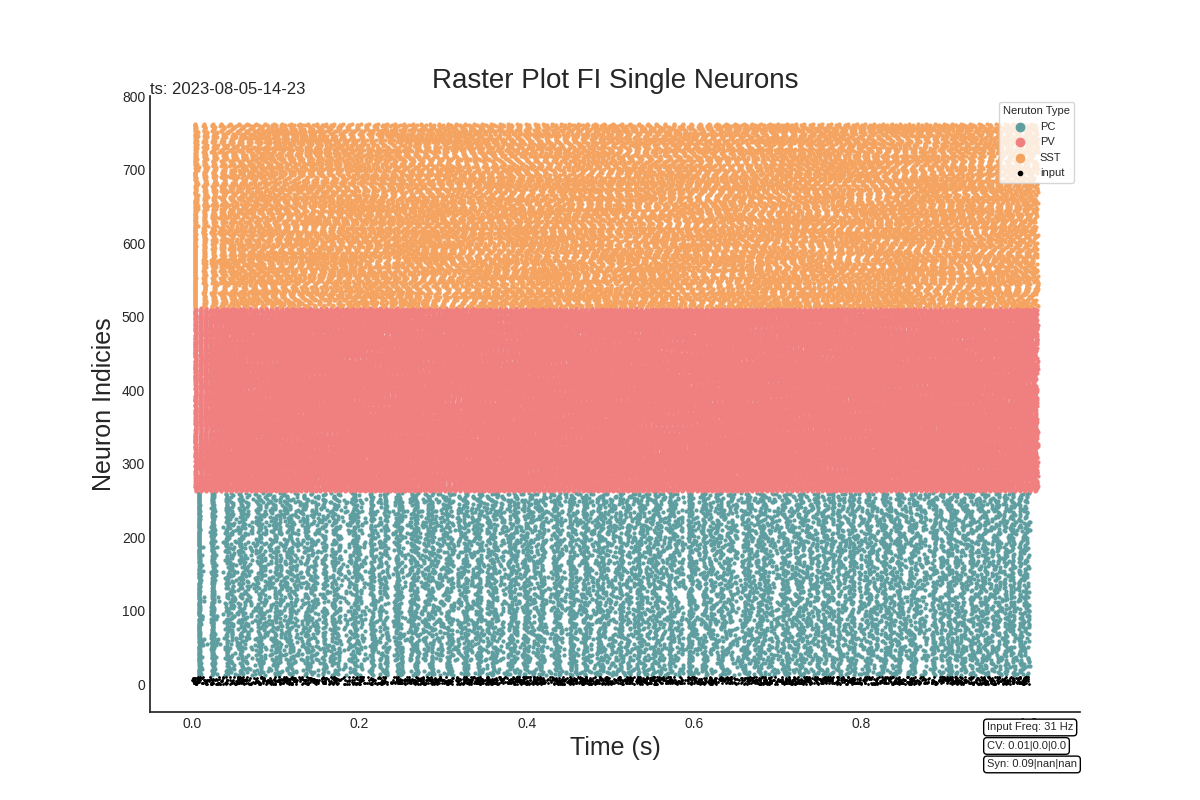 Raster Plot FI Single Neurons
ts: 2023-08-05-14-23
Neruton Type
PC
PV
SST
input
800
700
600
500
400
300
200
100
0
Neuron Indicies
0.0 0.2 0.4 0.6 0.8
Time (s)
Input Freq: 31 Hz
CV: 0.01|0.0|0.0
Syn: 0.09|nan|nan